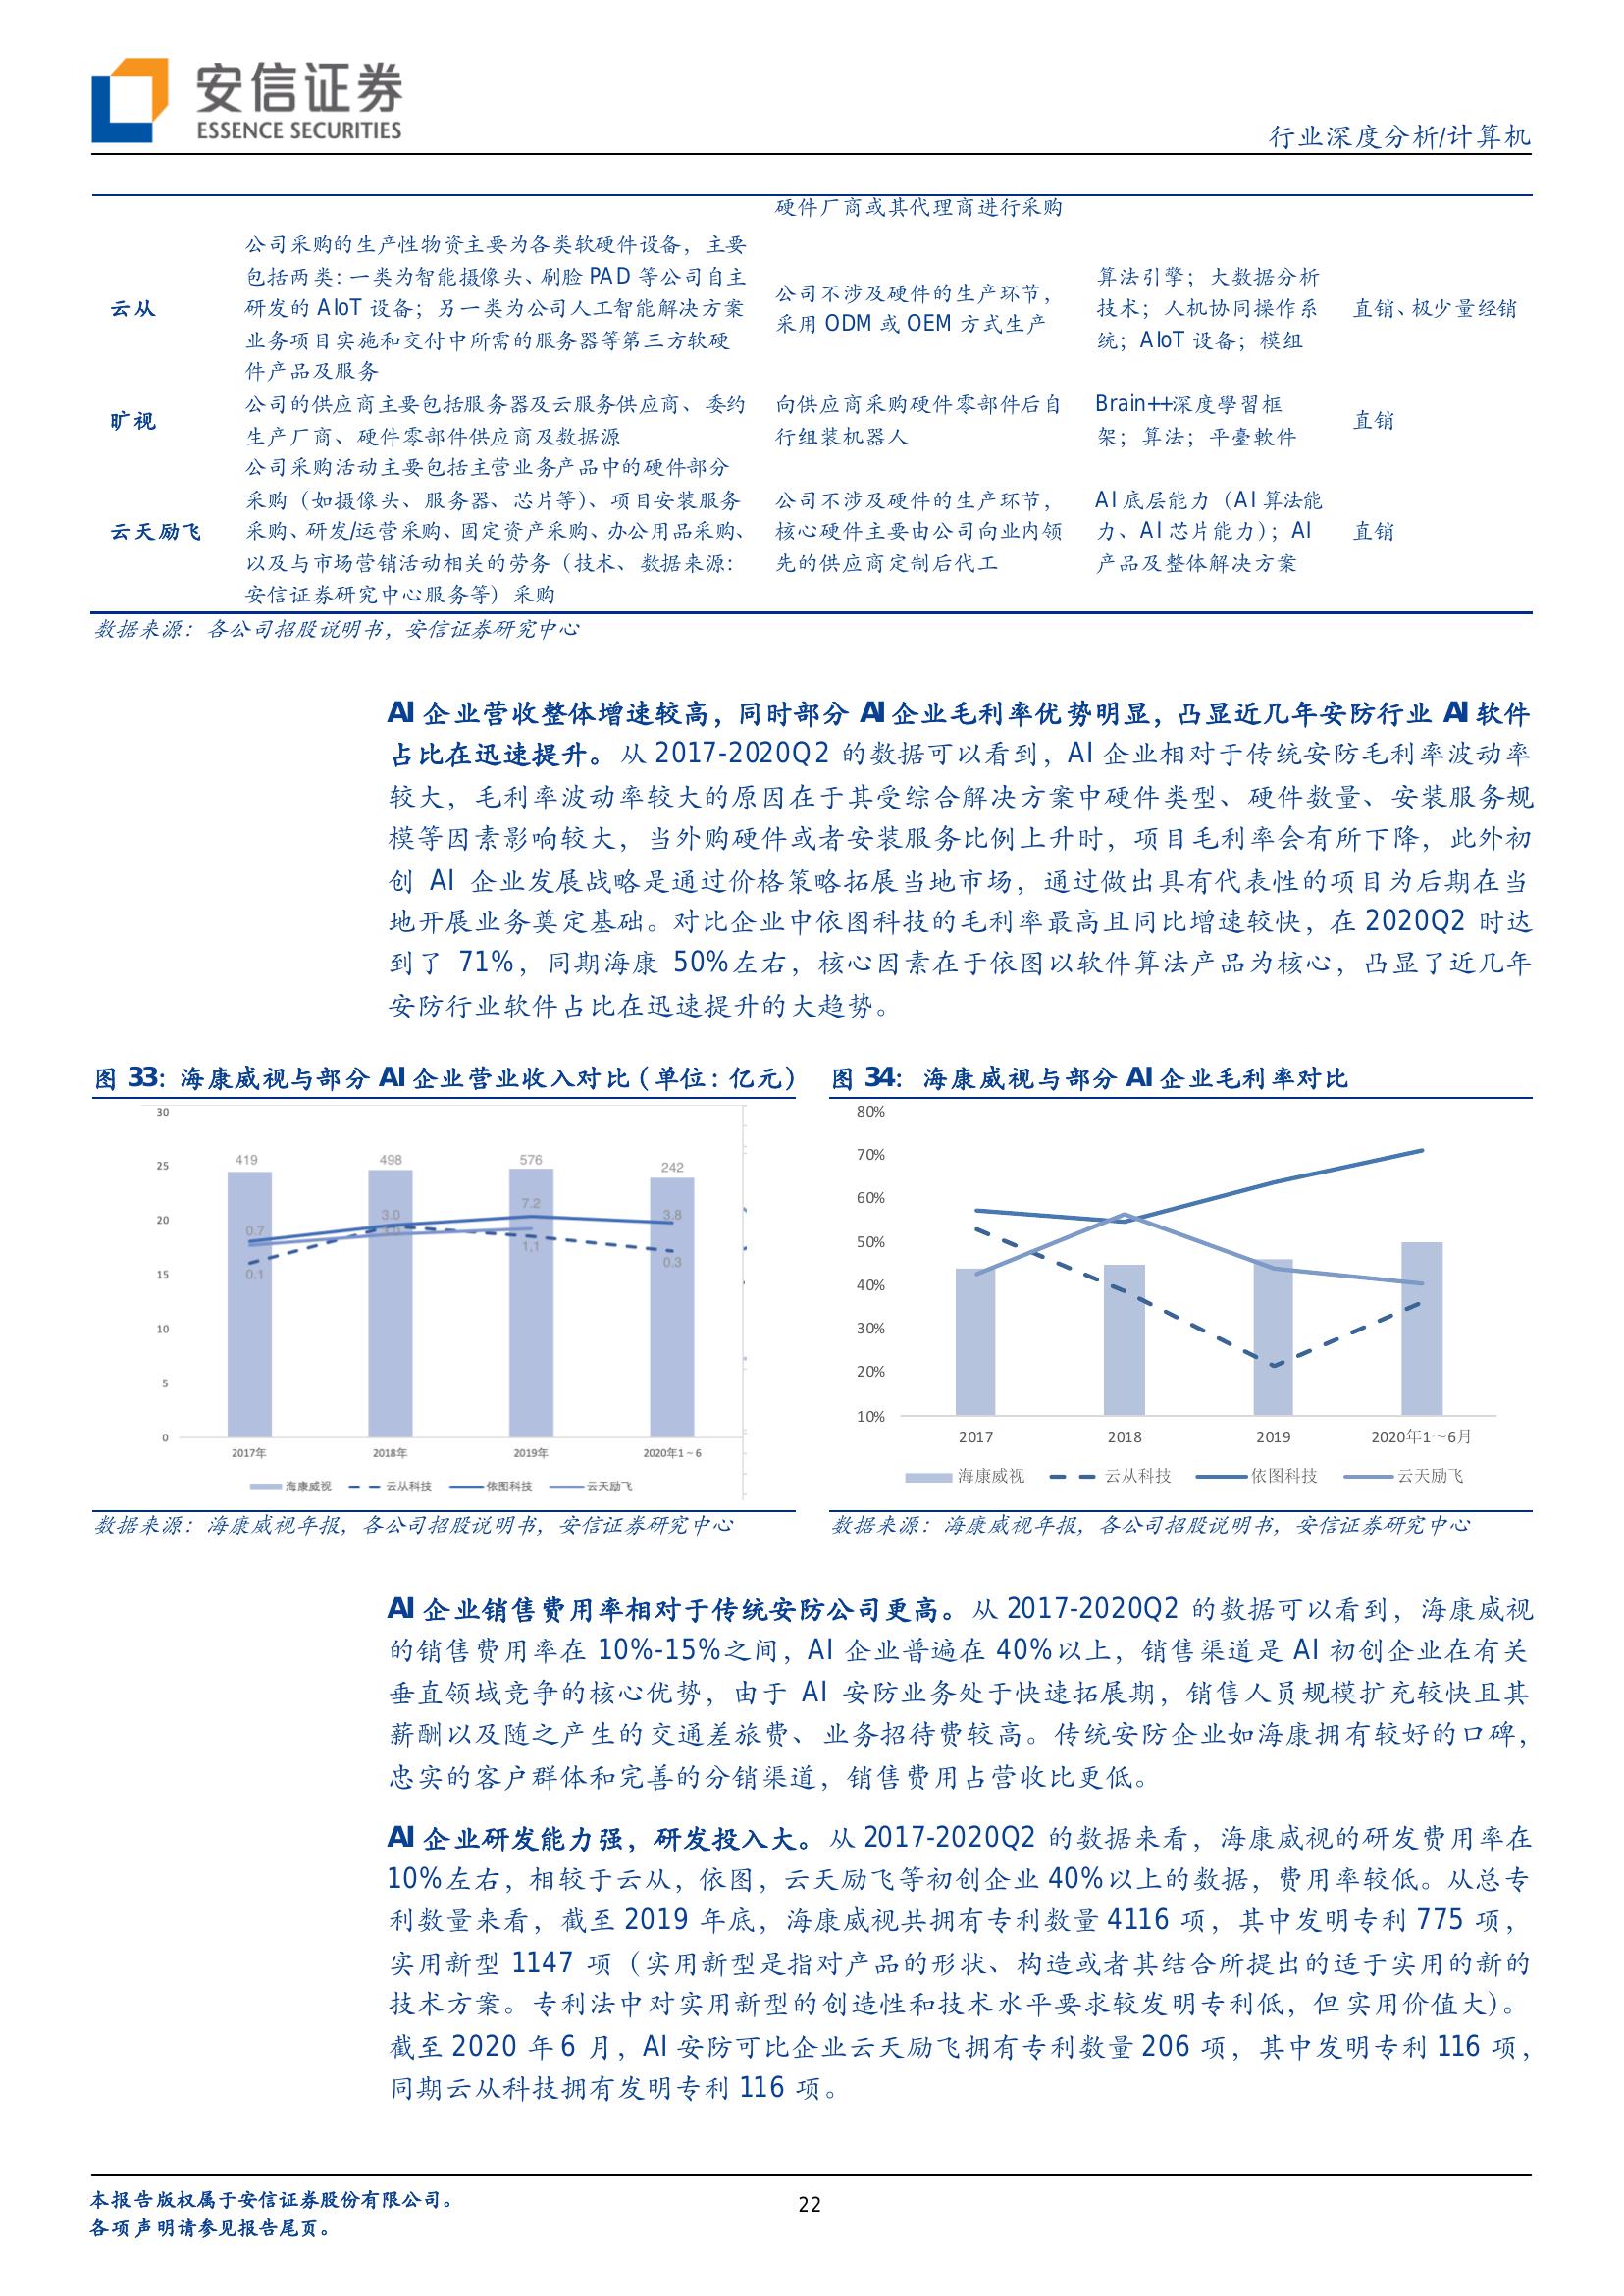 安信证券
ESSENCE SECURITIES
行业深度分析/计算机
硬件厂商或其代理商进行采购
云从
公司采购的生产性物资主要为各类软硬件设备，主要
包括两类：一类为智能摄像头、刷脸 PAD 等公司自主
研发的 AIoT 设备；另一类为公司人工智能解决方案
业务项目实施和交付中所需的服务器等第三方软硬
件产品及服务
公司不涉及硬件的生产环节，
采用 ODM 或 OEM 方式生产
算法引擎；大数据分析
技术；人机协同操作系
统；AIoT 设备；模组
直销、极少量经销
旷视
公司的供应商主要包括服务器及云服务供应商、委约
生产厂商、硬件零部件供应商及数据源
向供应商采购硬件零部件后自
行组装机器人
Brain++深度學習框
架；算法；平臺軟件
直销
云天励飞
公司采购活动主要包括主营业务产品中的硬件部分
采购（如摄像头、服务器、芯片等）、项目安装服务
采购、研发/运营采购、固定资产采购、办公用品采购、
以及与市场营销活动相关的劳务（技术、数据来源：
安信证券研究中心服务等）采购
公司不涉及硬件的生产环节，
核心硬件主要由公司向业内领
先的供应商定制后代工
AI 底层能力（AI 算法能
力、AI 芯片能力）；AI
产品及整体解决方案
直销
数据来源：各公司招股说明书，安信证券研究中心
AI 企业营收整体增速较高，同时部分 AI 企业毛利率优势明显，凸显近几年安防行业 AI 软件
占比在迅速提升。从 2017-2020Q2 的数据可以看到，AI 企业相对于传统安防毛利率波动率
较大，毛利率波动率较大的原因在于其受综合解决方案中硬件类型、硬件数量、安装服务规
模等因素影响较大，当外购硬件或者安装服务比例上升时，项目毛利率会有所下降，此外初
创 AI 企业发展战略是通过价格策略拓展当地市场，通过做出具有代表性的项目为后期在当
地开展业务奠定基础。对比企业中依图科技的毛利率最高且同比增速较快，在 2020Q2 时达
到了 71%，同期海康 50%左右，核心因素在于依图以软件算法产品为核心，凸显了近几年
安防行业软件占比在迅速提升的大趋势。
图 33：海康威视与部分 AI 企业营业收入对比（单位：亿元）
30
25
20
15
10
5
0
419
498
576
242
0.7
3.0
7.2
3.8
0.1
1.1
0.3
2017年
2018年
2019年
2020年1～6
海康威视
云从科技
依图科技
云天励飞
数据来源：海康威视年报，各公司招股说明书，安信证券研究中心
图 34： 海康威视与部分 AI 企业毛利率对比
80%
70%
60%
50%
40%
30%
20%
10%
2017
2018
2019
2020年1～6月
海康威视
云从科技
依图科技
云天励飞
数据来源：海康威视年报，各公司招股说明书，安信证券研究中心
AI 企业销售费用率相对于传统安防公司更高。从 2017-2020Q2 的数据可以看到，海康威视
的销售费用率在 10%-15%之间，AI 企业普遍在 40%以上，销售渠道是 AI 初创企业在有关
垂直领域竞争的核心优势，由于 AI 安防业务处于快速拓展期，销售人员规模扩充较快且其
薪酬以及随之产生的交通差旅费、业务招待费较高。传统安防企业如海康拥有较好的口碑，
忠实的客户群体和完善的分销渠道，销售费用占营收比更低。
AI 企业研发能力强，研发投入大。从 2017-2020Q2 的数据来看，海康威视的研发费用率在
10%左右，相较于云从，依图，云天励飞等初创企业 40%以上的数据，费用率较低。从总专
利数量来看，截至 2019 年底，海康威视共拥有专利数量 4116 项，其中发明专利 775 项，
实用新型 1147 项（实用新型是指对产品的形状、构造或者其结合所提出的适于实用的新的
技术方案。专利法中对实用新型的创造性和技术水平要求较发明专利低，但实用价值大）。
截至 2020 年 6 月，AI 安防可比企业云天励飞拥有专利数量 206 项，其中发明专利 116 项，
同期云从科技拥有发明专利 116 项。
本报告版权属于安信证券股份有限公司。
各项声明请参见报告尾页。
22